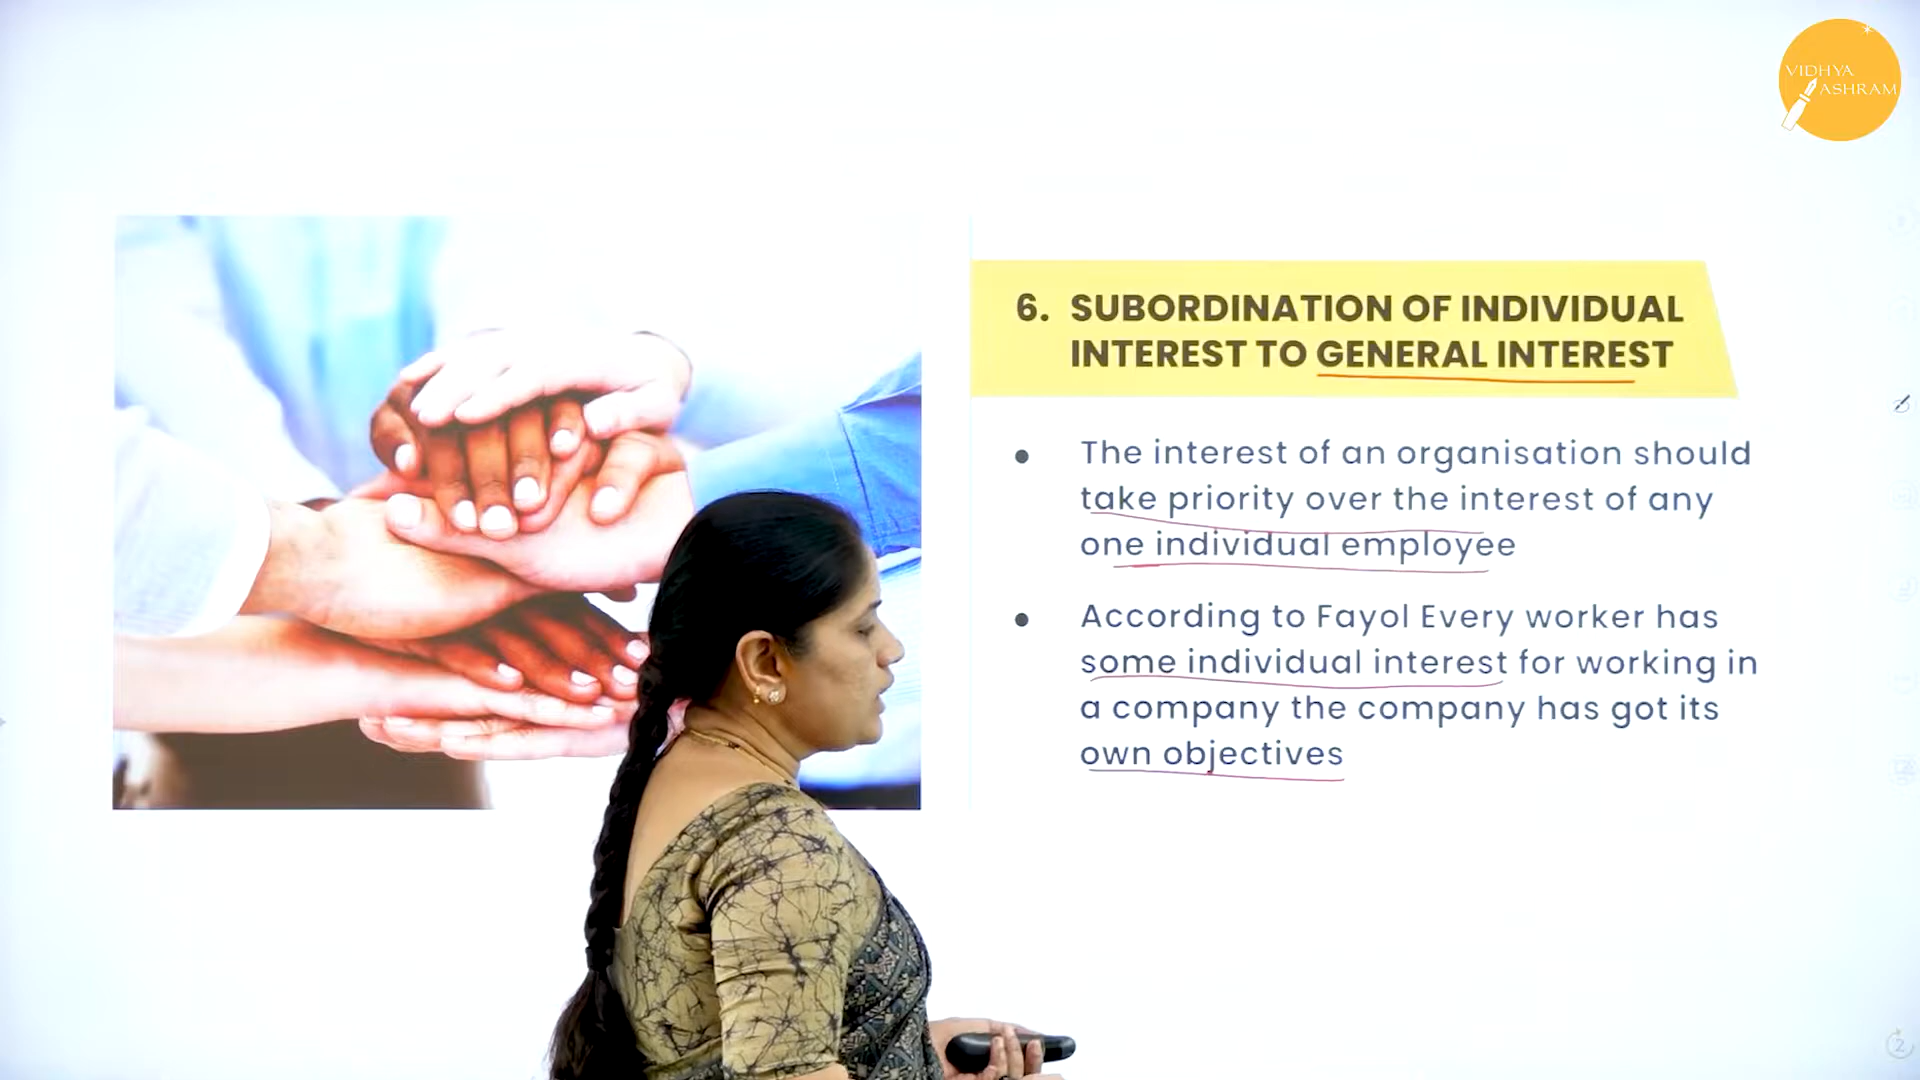 VIDHYA
ASHRAM
6. SUBORDINATION OF INDIVIDUAL
INTEREST TO GENERAL INTEREST
● The interest of an organisation should
take priority over the interest of any
one individual employee
● According to Fayol Every worker has
some individual interest for working in
a company the company has got its
own objectives